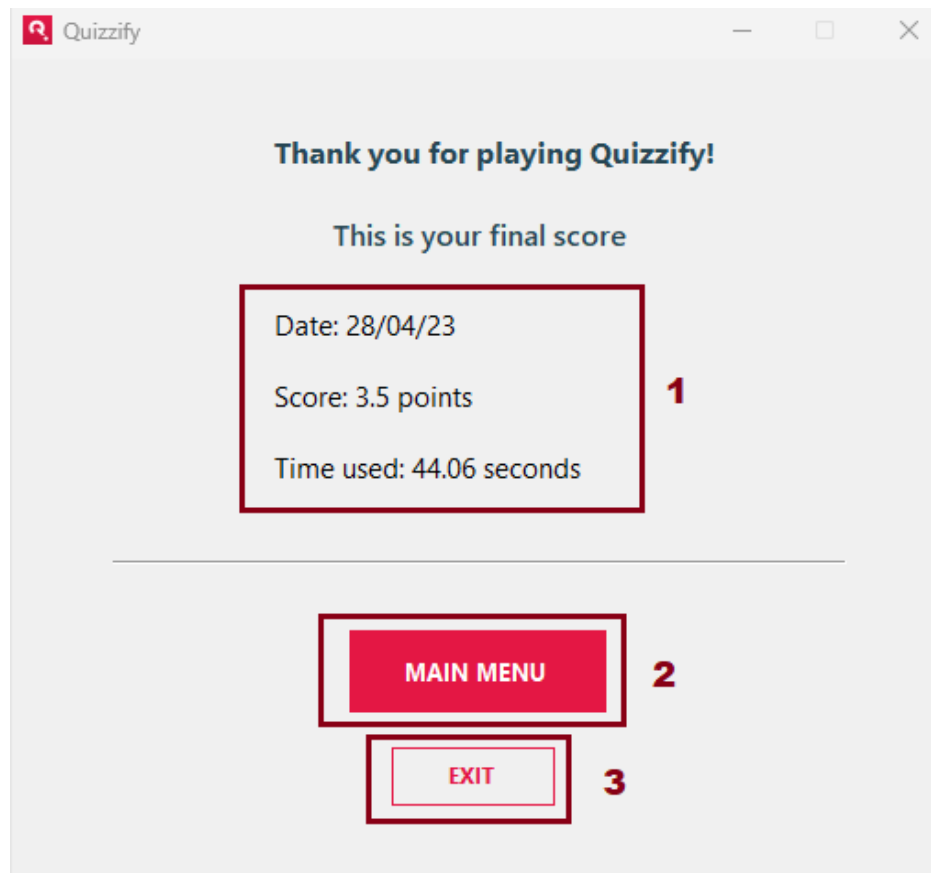 Quizzify
Thank you for playing Quizzify!
This is your final score
Date: 28/04/23
Score: 3.5 points
1
Time used: 44.06 seconds
MAIN MENU
2
EXIT
3